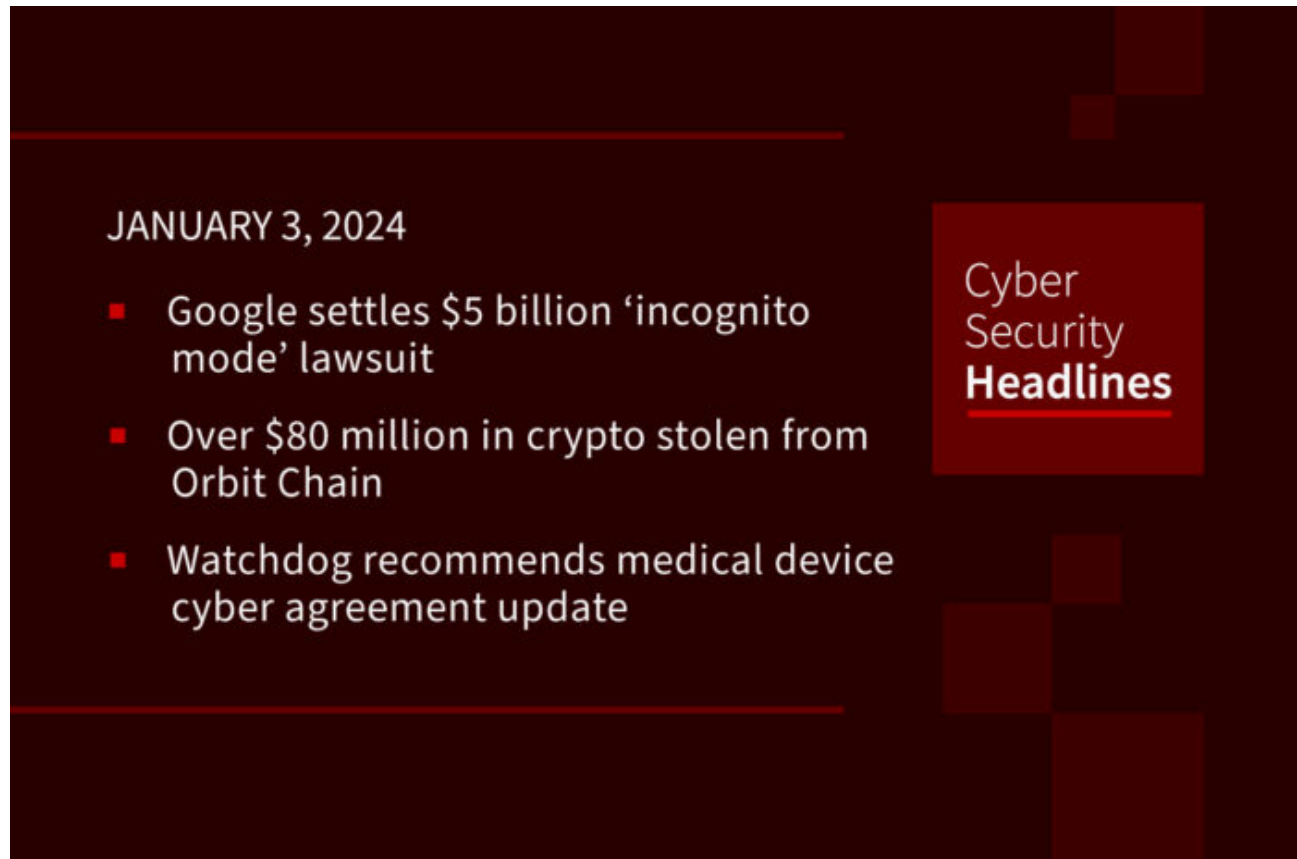 JANUARY 3, 2024
Google settles $5 billion ‘incognito
mode’ lawsuit
Over $80 million in crypto stolen from
Orbit Chain
Watchdog recommends medical device
cyber agreement update
Cyber
Security
Headlines